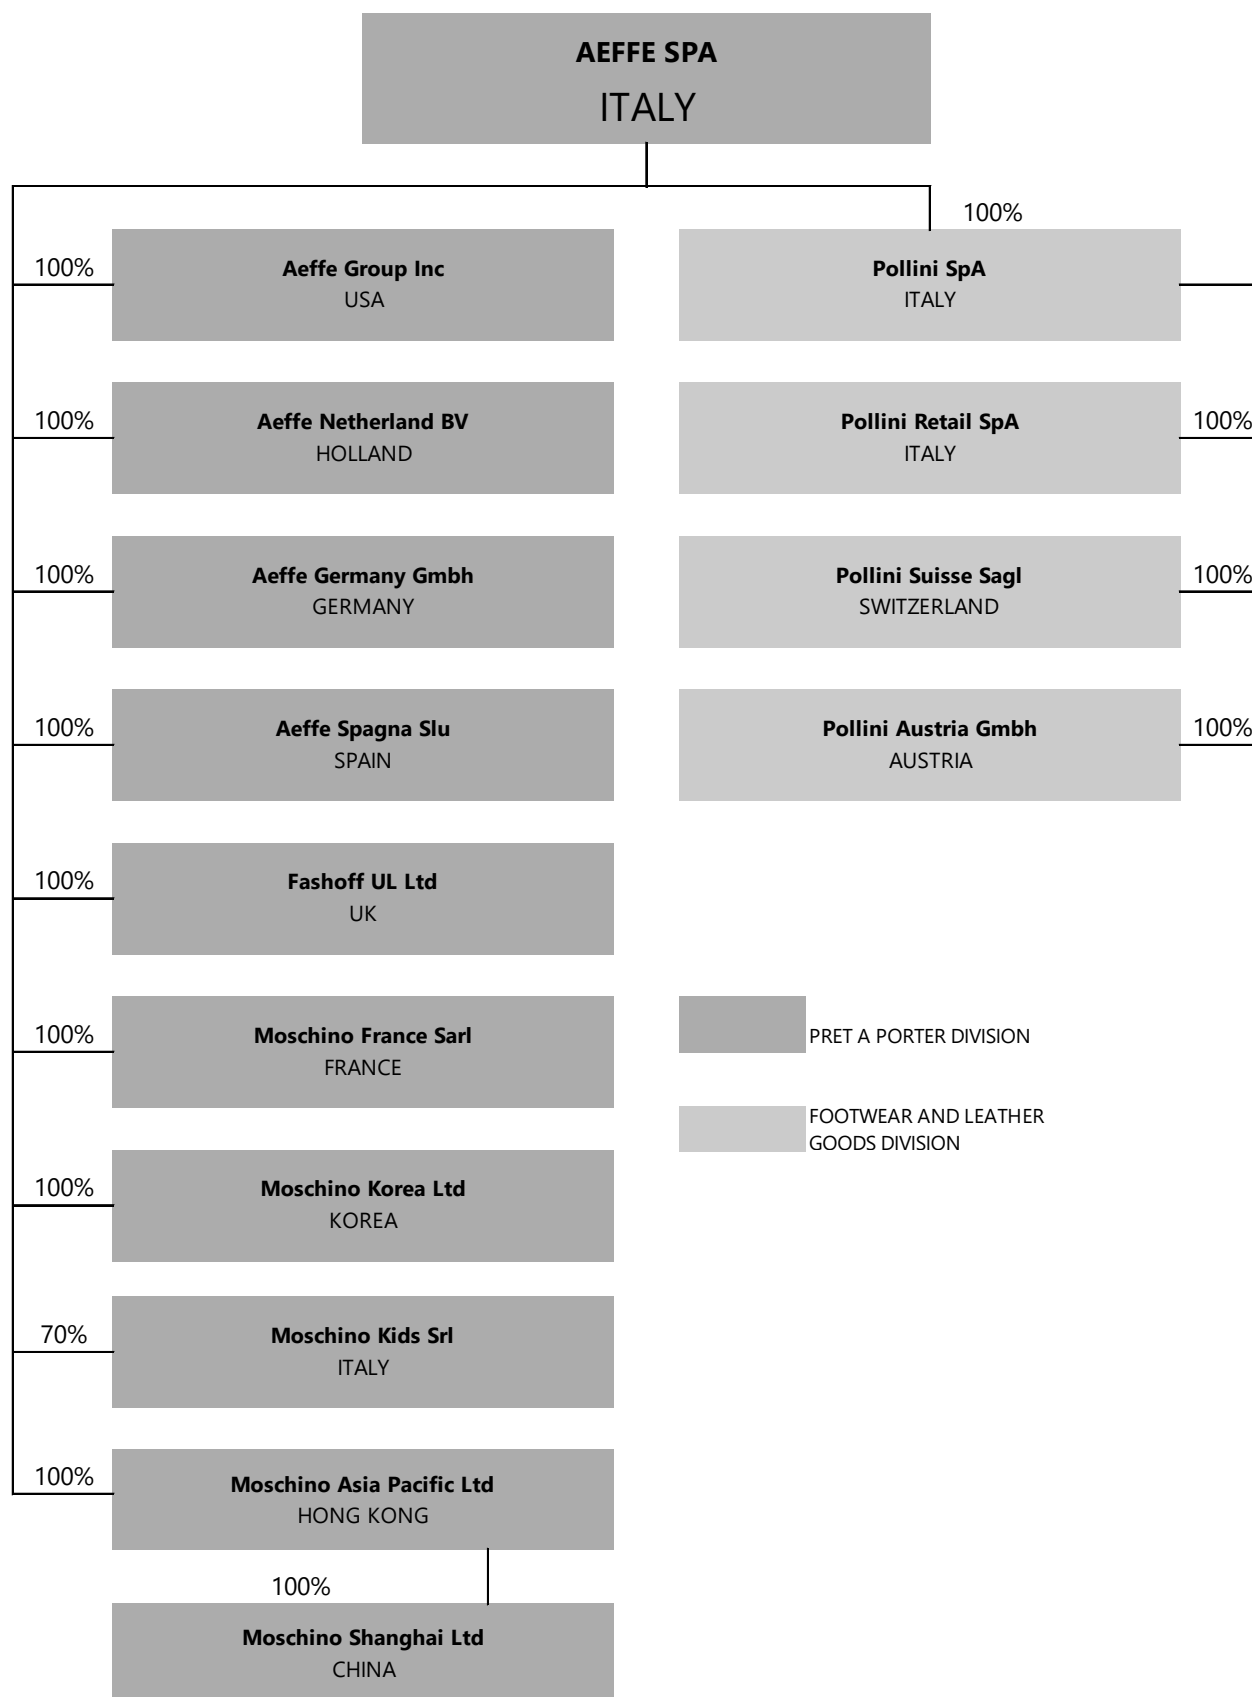 AEFFE SPA
ITALY
100%
100%
Aeffe Group Inc
USA
Pollini SpA
ITALY
100%
Aeffe Netherland BV
HOLLAND
Pollini Retail SpA
ITALY
100%
100%
Aeffe Germany Gmbh
GERMANY
Pollini Suisse Sagl
SWITZERLAND
100%
100%
Aeffe Spagna Slu
SPAIN
Pollini Austria Gmbh
AUSTRIA
100%
100%
Fashoff UL Ltd
UK
100%
Moschino France Sarl
FRANCE
PRET A PORTER DIVISION
FOOTWEAR AND LEATHER
GOODS DIVISION
100%
Moschino Korea Ltd
KOREA
70%
Moschino Kids Srl
ITALY
100%
Moschino Asia Pacific Ltd
HONG KONG
100%
Moschino Shanghai Ltd
CHINA